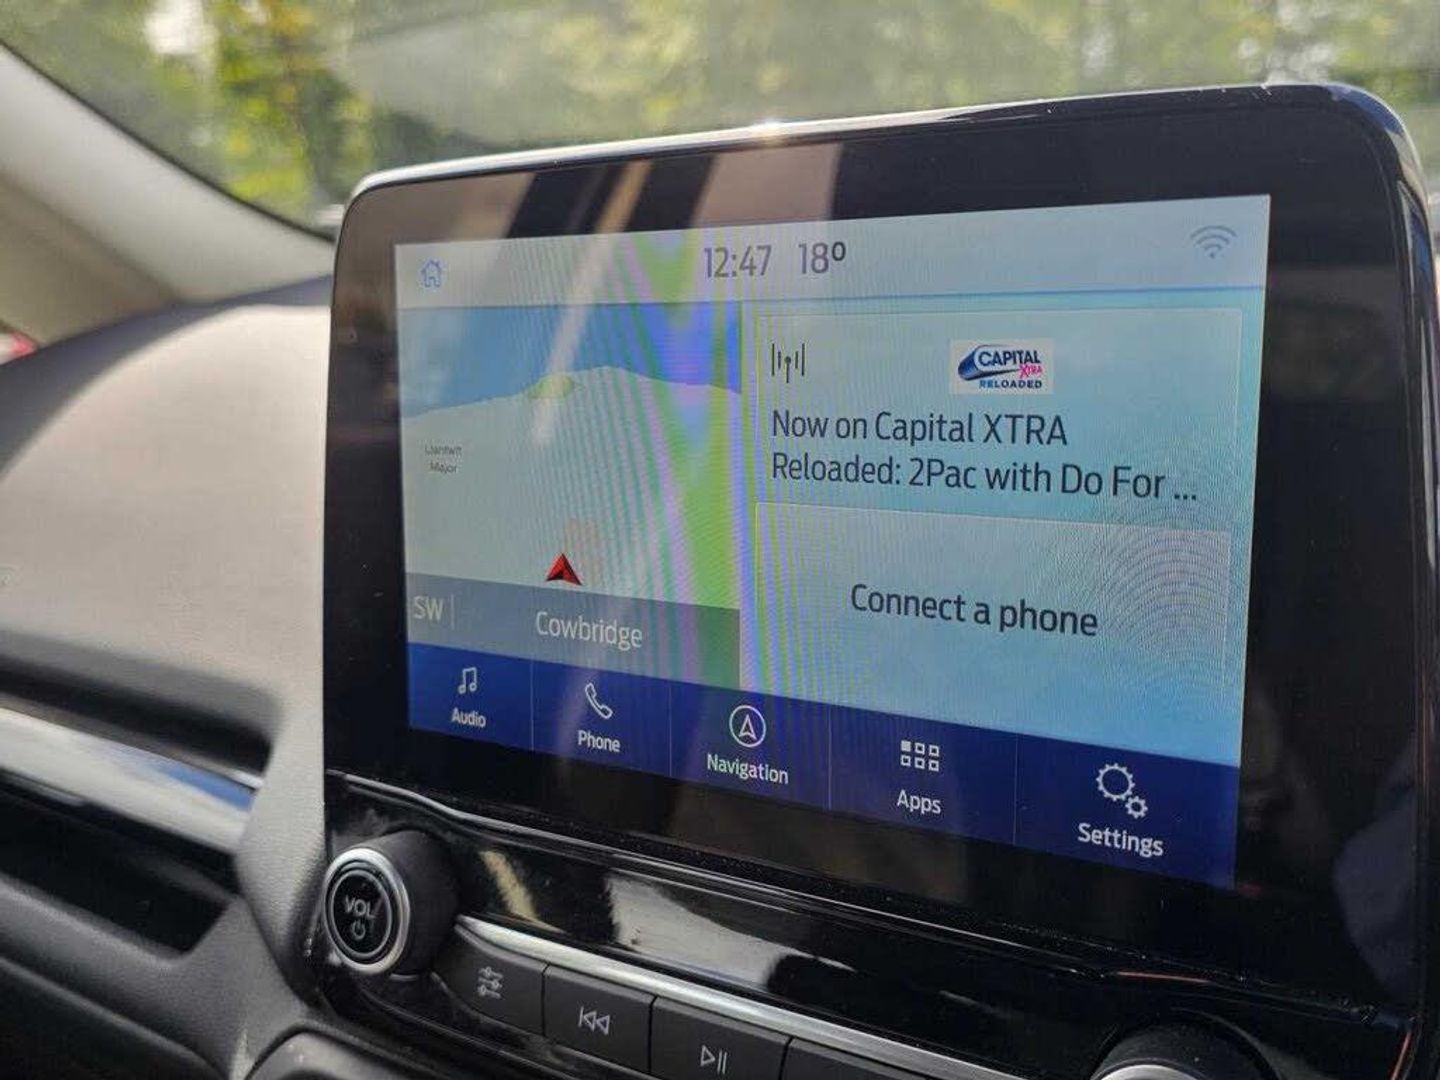 12:47 18°
CAPITAL
XTRA
RELOADED
Now on Capital XTRA
Reloaded: 2Pac with Do For ...
Llantwit
Major
Connect a phone
SW
Cowbridge
Audio
Phone
Navigation
Apps
Settings
VOL